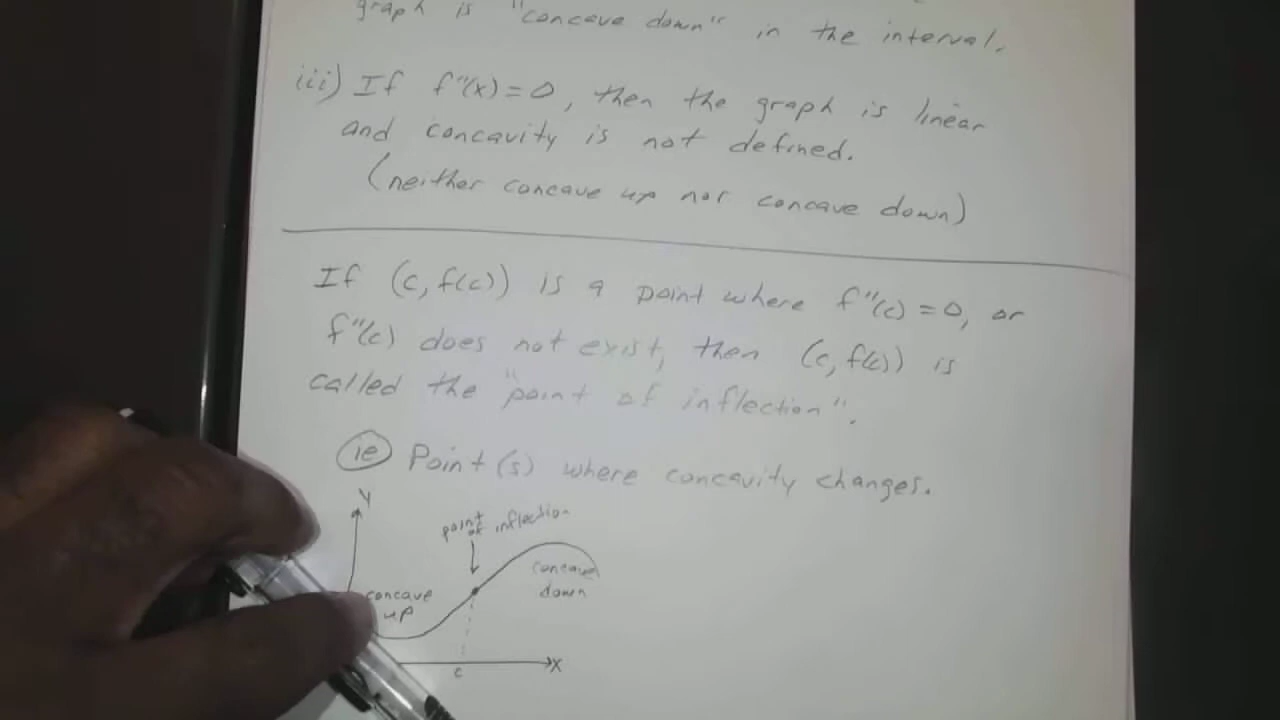 graph is "concave down" in the interval.
iii) If f"(x) = 0, then the graph is linear
and concavity is not defined.
(neither concave up nor concave down)
If (c, f(c)) is a point where f"(c) = 0, or
f"(c) does not exist, then (c, f(c)) is
called the "point of inflection".
ie Point(s) where concavity changes.
Y
point of inflection
concave
down
concave
up
c
X